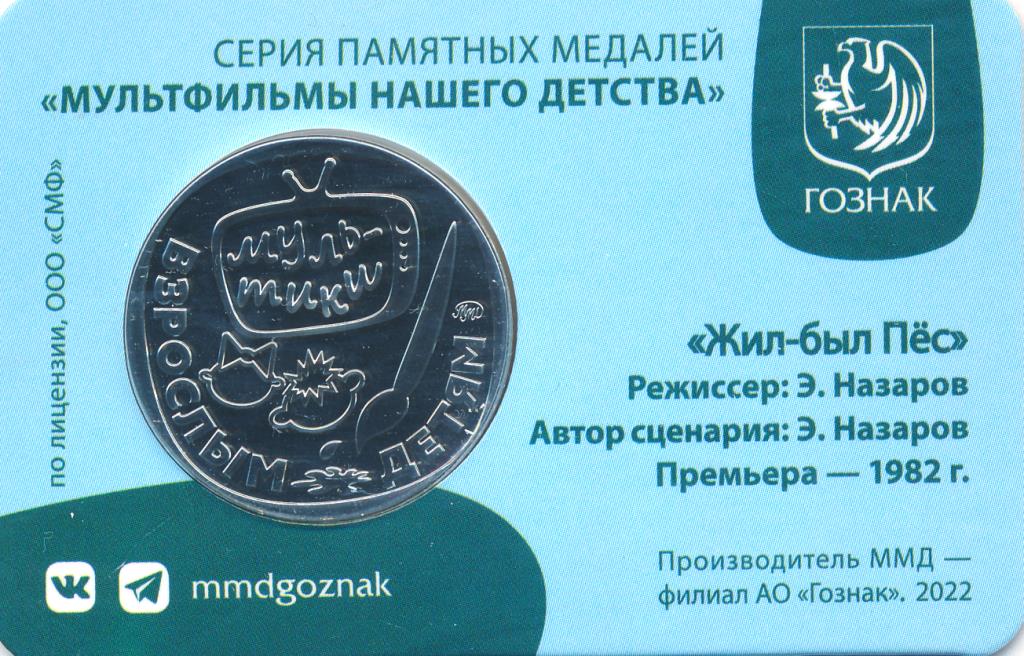 СЕРИЯ ПАМЯТНЫХ МЕДАЛЕЙ
«МУЛЬТФИЛЬМЫ НАШЕГО ДЕТСТВА»
ГОЗНАК
по лицензии, ООО «СМФ»
муль-
тики
ММД
ВЗРОСЛЫМ ДЕТЯМ
«Жил-был Пёс»
Режиссер: Э. Назаров
Автор сценария: Э. Назаров
Премьера — 1982 г.
mmdgoznak
Производитель ММД —
филиал АО «Гознак». 2022